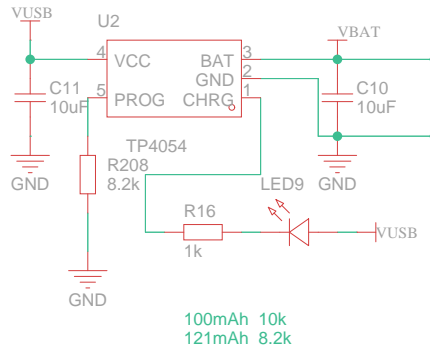 VUSB
U2
VBAT
4 VCC BAT 3
GND 2
5 PROG CHRG 1
C11
10uF
C10
10uF
TP4054
GND
R208
8.2k
GND
LED9
R16
1k
VUSB
GND
100mAh 10k
121mAh 8.2k